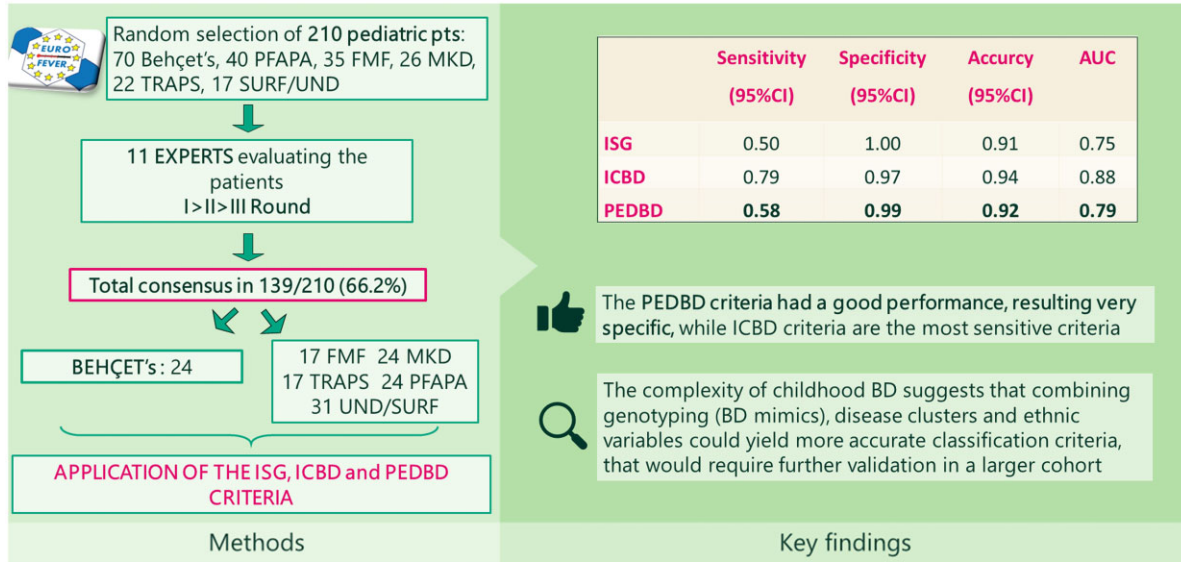 EURO
FEVER
Random selection of 210 pediatric pts:
70 Behçet's, 40 PFAPA, 35 FMF, 26 MKD,
22 TRAPS, 17 SURF/UND
11 EXPERTS evaluating the
patients
I>II>III Round
Total consensus in 139/210 (66.2%)
BEHÇET's : 24
17 FMF 24 MKD
17 TRAPS 24 PFAPA
31 UND/SURF
APPLICATION OF THE ISG, ICBD and PEDBD
CRITERIA
Methods
Sensitivity Specificity Accurcy AUC
(95%CI) (95%CI) (95%CI)
ISG 0.50 1.00 0.91 0.75
ICBD 0.79 0.97 0.94 0.88
PEDBD 0.58 0.99 0.92 0.79
The PEDBD criteria had a good performance, resulting very
specific, while ICBD criteria are the most sensitive criteria
The complexity of childhood BD suggests that combining
genotyping (BD mimics), disease clusters and ethnic
variables could yield more accurate classification criteria,
that would require further validation in a larger cohort
Key findings